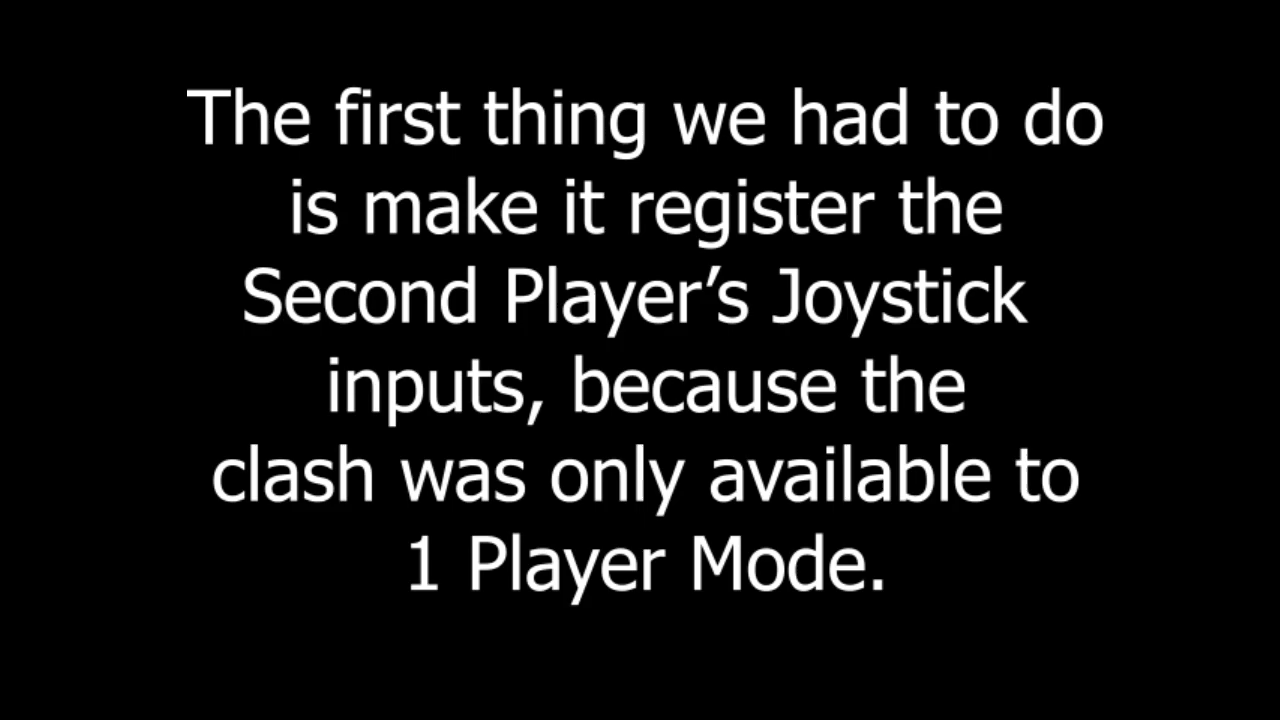 The first thing we had to do
is make it register the
Second Player’s Joystick
inputs, because the
clash was only available to
1 Player Mode.